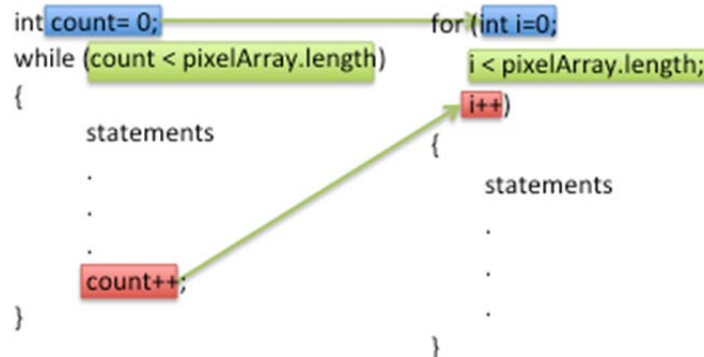 int count= 0;
while (count < pixelArray.length)
{
statements
.
.
.
count++;
}
for (int i=0;
i < pixelArray.length;
i++)
{
statements
.
.
.
}